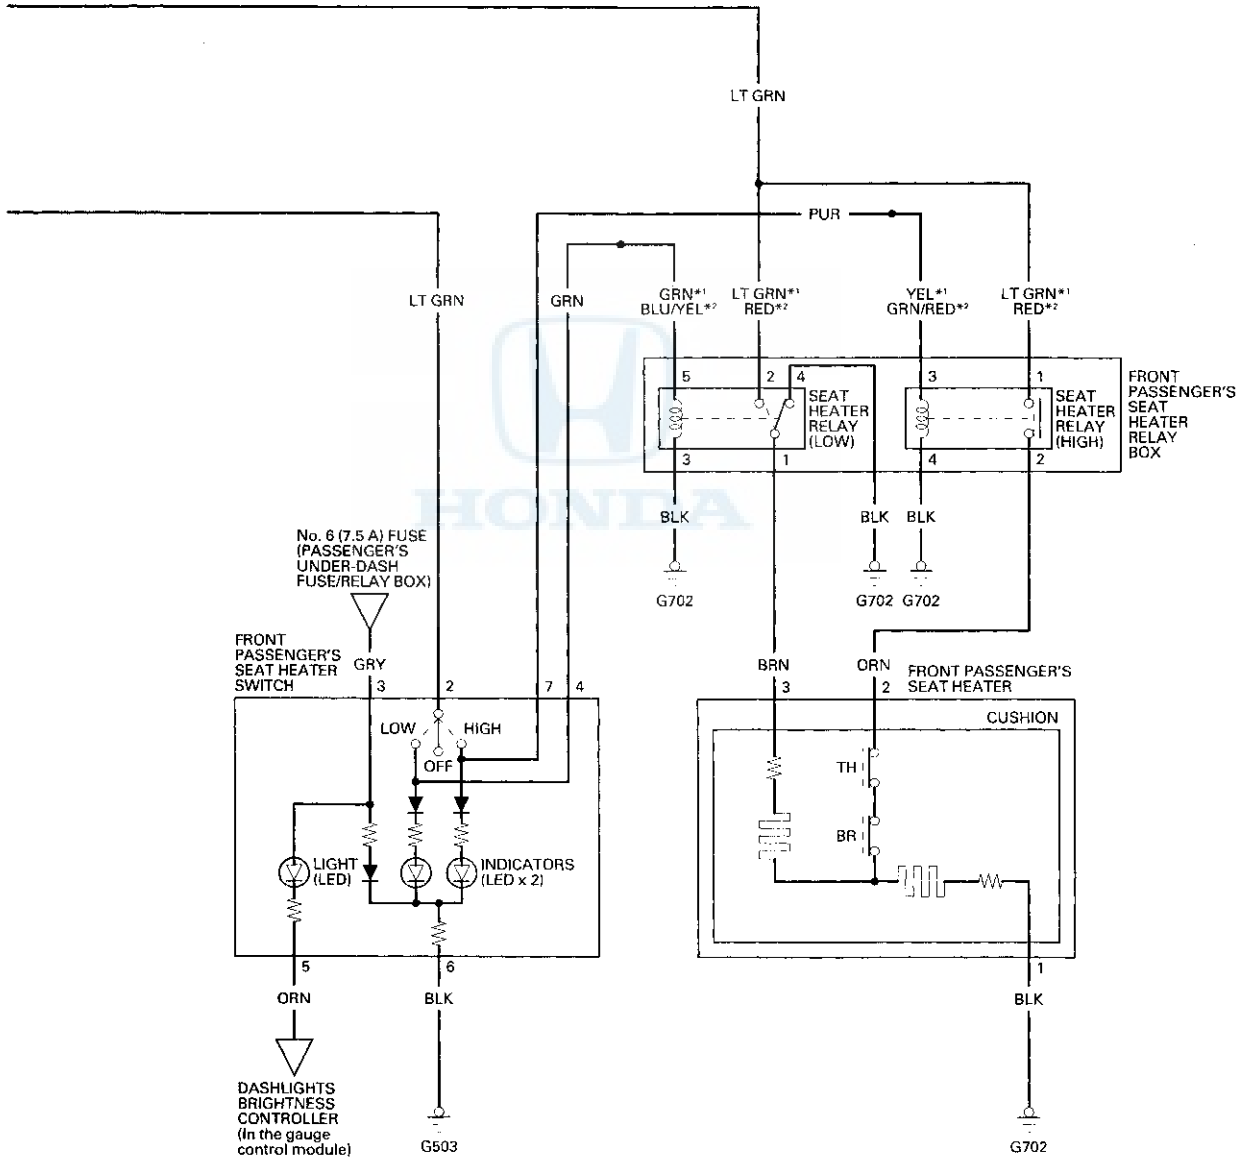 LT GRN
PUR
LT GRN
GRN
GRN*1
BLU/YEL*2
LT GRN*1
RED*2
YEL*1
GRN/RED*2
LT GRN*1
RED*2
5
2
4
SEAT
HEATER
RELAY
(LOW)
3
1
3
1
SEAT
HEATER
RELAY
(HIGH)
4
2
FRONT
PASSENGER'S
SEAT
HEATER
RELAY
BOX
HONDA
BLK
BLK
BLK
G702
G702
G702
No. 6 (7.5 A) FUSE
(PASSENGER'S
UNDER-DASH
FUSE/RELAY BOX)
FRONT
PASSENGER'S
SEAT HEATER
SWITCH
GRY
3
2
7
4
LOW
HIGH
OFF
LIGHT
(LED)
INDICATORS
(LED x 2)
5
6
ORN
BLK
DASHLIGHTS
BRIGHTNESS
CONTROLLER
(In the gauge
control module)
G503
BRN
ORN
3
2
FRONT PASSENGER'S
SEAT HEATER
CUSHION
TH
BR
1
BLK
G702